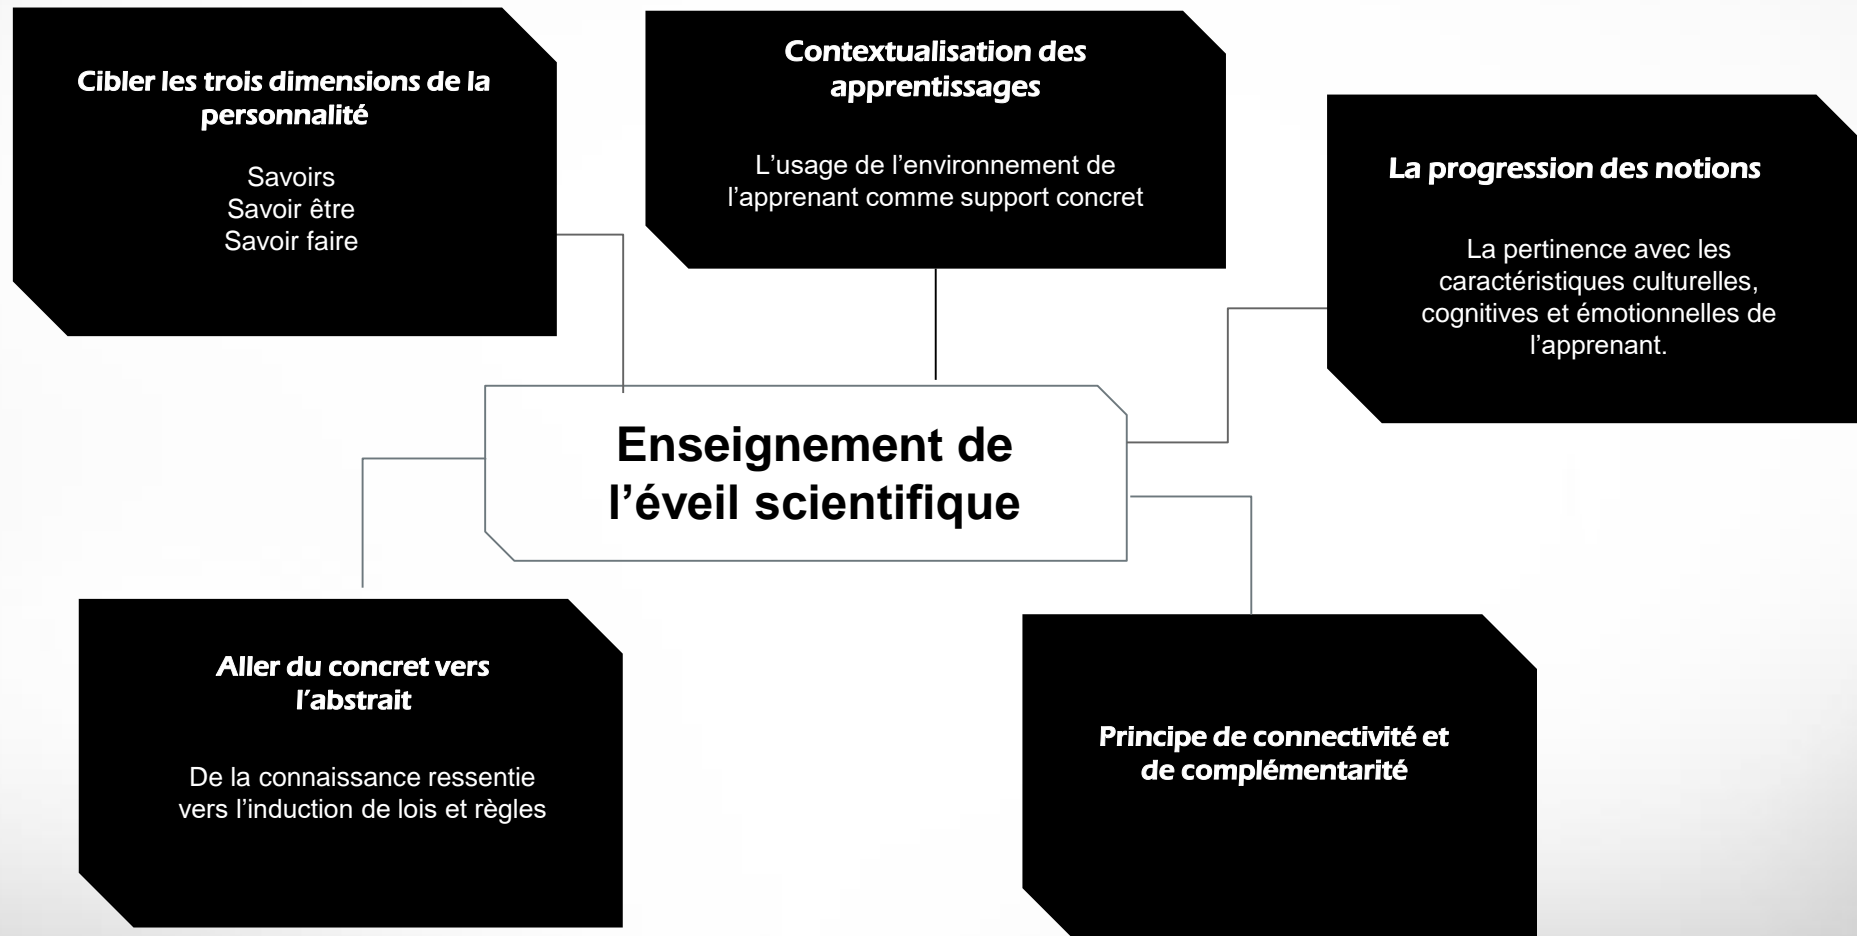 Cibler les trois dimensions de la
personnalité
Savoirs
Savoir être
Savoir faire
Contextualisation des
apprentissages
L’usage de l’environnement de
l’apprenant comme support concret
La progression des notions
La pertinence avec les
caractéristiques culturelles,
cognitives et émotionnelles de
l’apprenant.
Enseignement de
l’éveil scientifique
Aller du concret vers
l’abstrait
De la connaissance ressentie
vers l’induction de lois et règles
Principe de connectivité et
de complémentarité